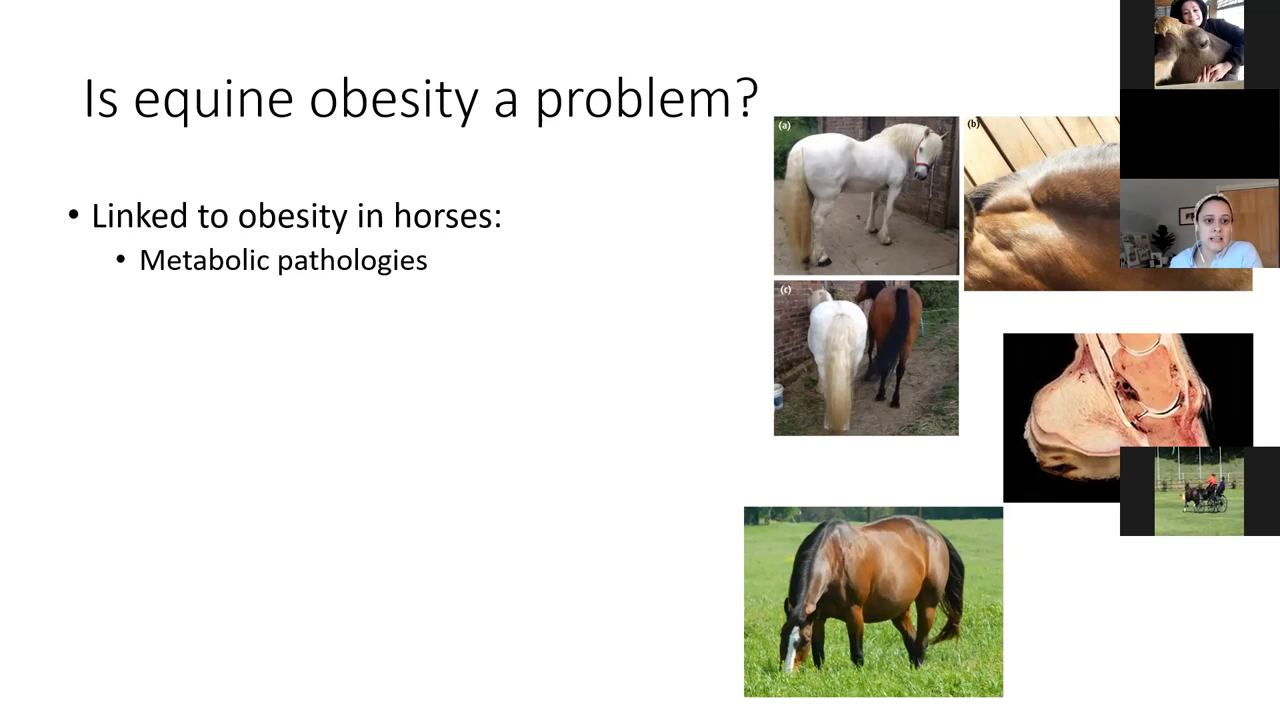 Is equine obesity a problem?
• Linked to obesity in horses:
• Metabolic pathologies
(a)
(b)
(c)